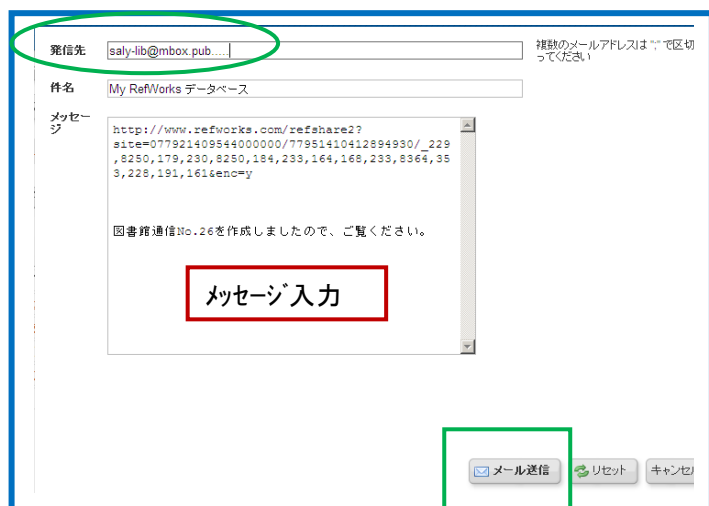 発信先
saly-lib@mbox.pub.....
複数のメールアドレスは ";" で区切
ってください
件名
My RefWorks データベース
メッセー
ジ
http://www.refworks.com/refshare2?
site=077921409544000000/77951410412894930/_229
,8250,179,230,8250,184,233,164,168,233,8364,35
3,228,191,161&enc=y
図書館通信No.26を作成しましたので、ご覧ください。
メッセージ入力
メール送信
リセット
キャンセル